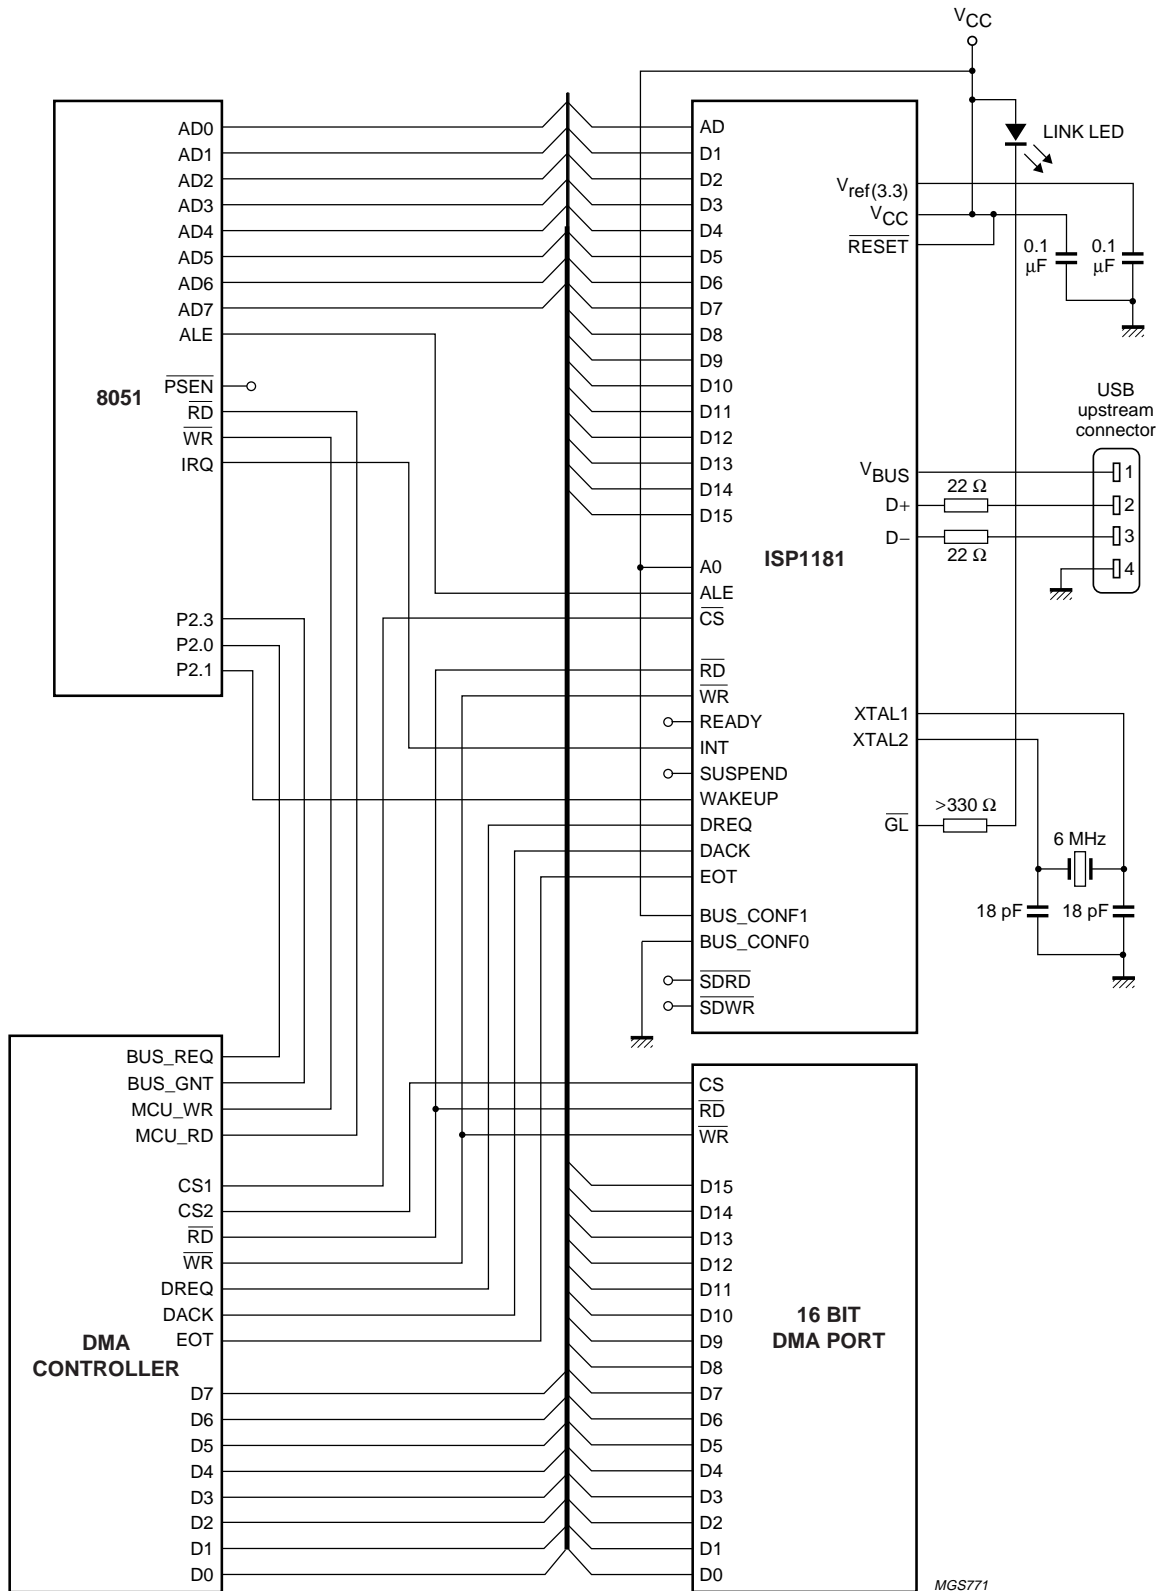 VCC
8051
AD0
AD1
AD2
AD3
AD4
AD5
AD6
AD7
ALE
PSEN
RD
WR
IRQ
P2.3
P2.0
P2.1
ISP1181
AD
D1
D2
D3
D4
D5
D6
D7
D8
D9
D10
D11
D12
D13
D14
D15
A0
ALE
CS
RD
WR
READY
INT
SUSPEND
WAKEUP
DREQ
DACK
EOT
BUS_CONF1
BUS_CONF0
SDRD
SDWR
Vref(3.3)
VCC
RESET
VBUS
D+
D−
XTAL1
XTAL2
GL
LINK LED
0.1 μF
0.1 μF
USB
upstream
connector
1
2
3
4
22 Ω
22 Ω
>330 Ω
6 MHz
18 pF
18 pF
DMA
CONTROLLER
BUS_REQ
BUS_GNT
MCU_WR
MCU_RD
CS1
CS2
RD
WR
DREQ
DACK
EOT
D7
D6
D5
D4
D3
D2
D1
D0
16 BIT
DMA PORT
CS
RD
WR
D15
D14
D13
D12
D11
D10
D9
D8
D7
D6
D5
D4
D3
D2
D1
D0
MGS771